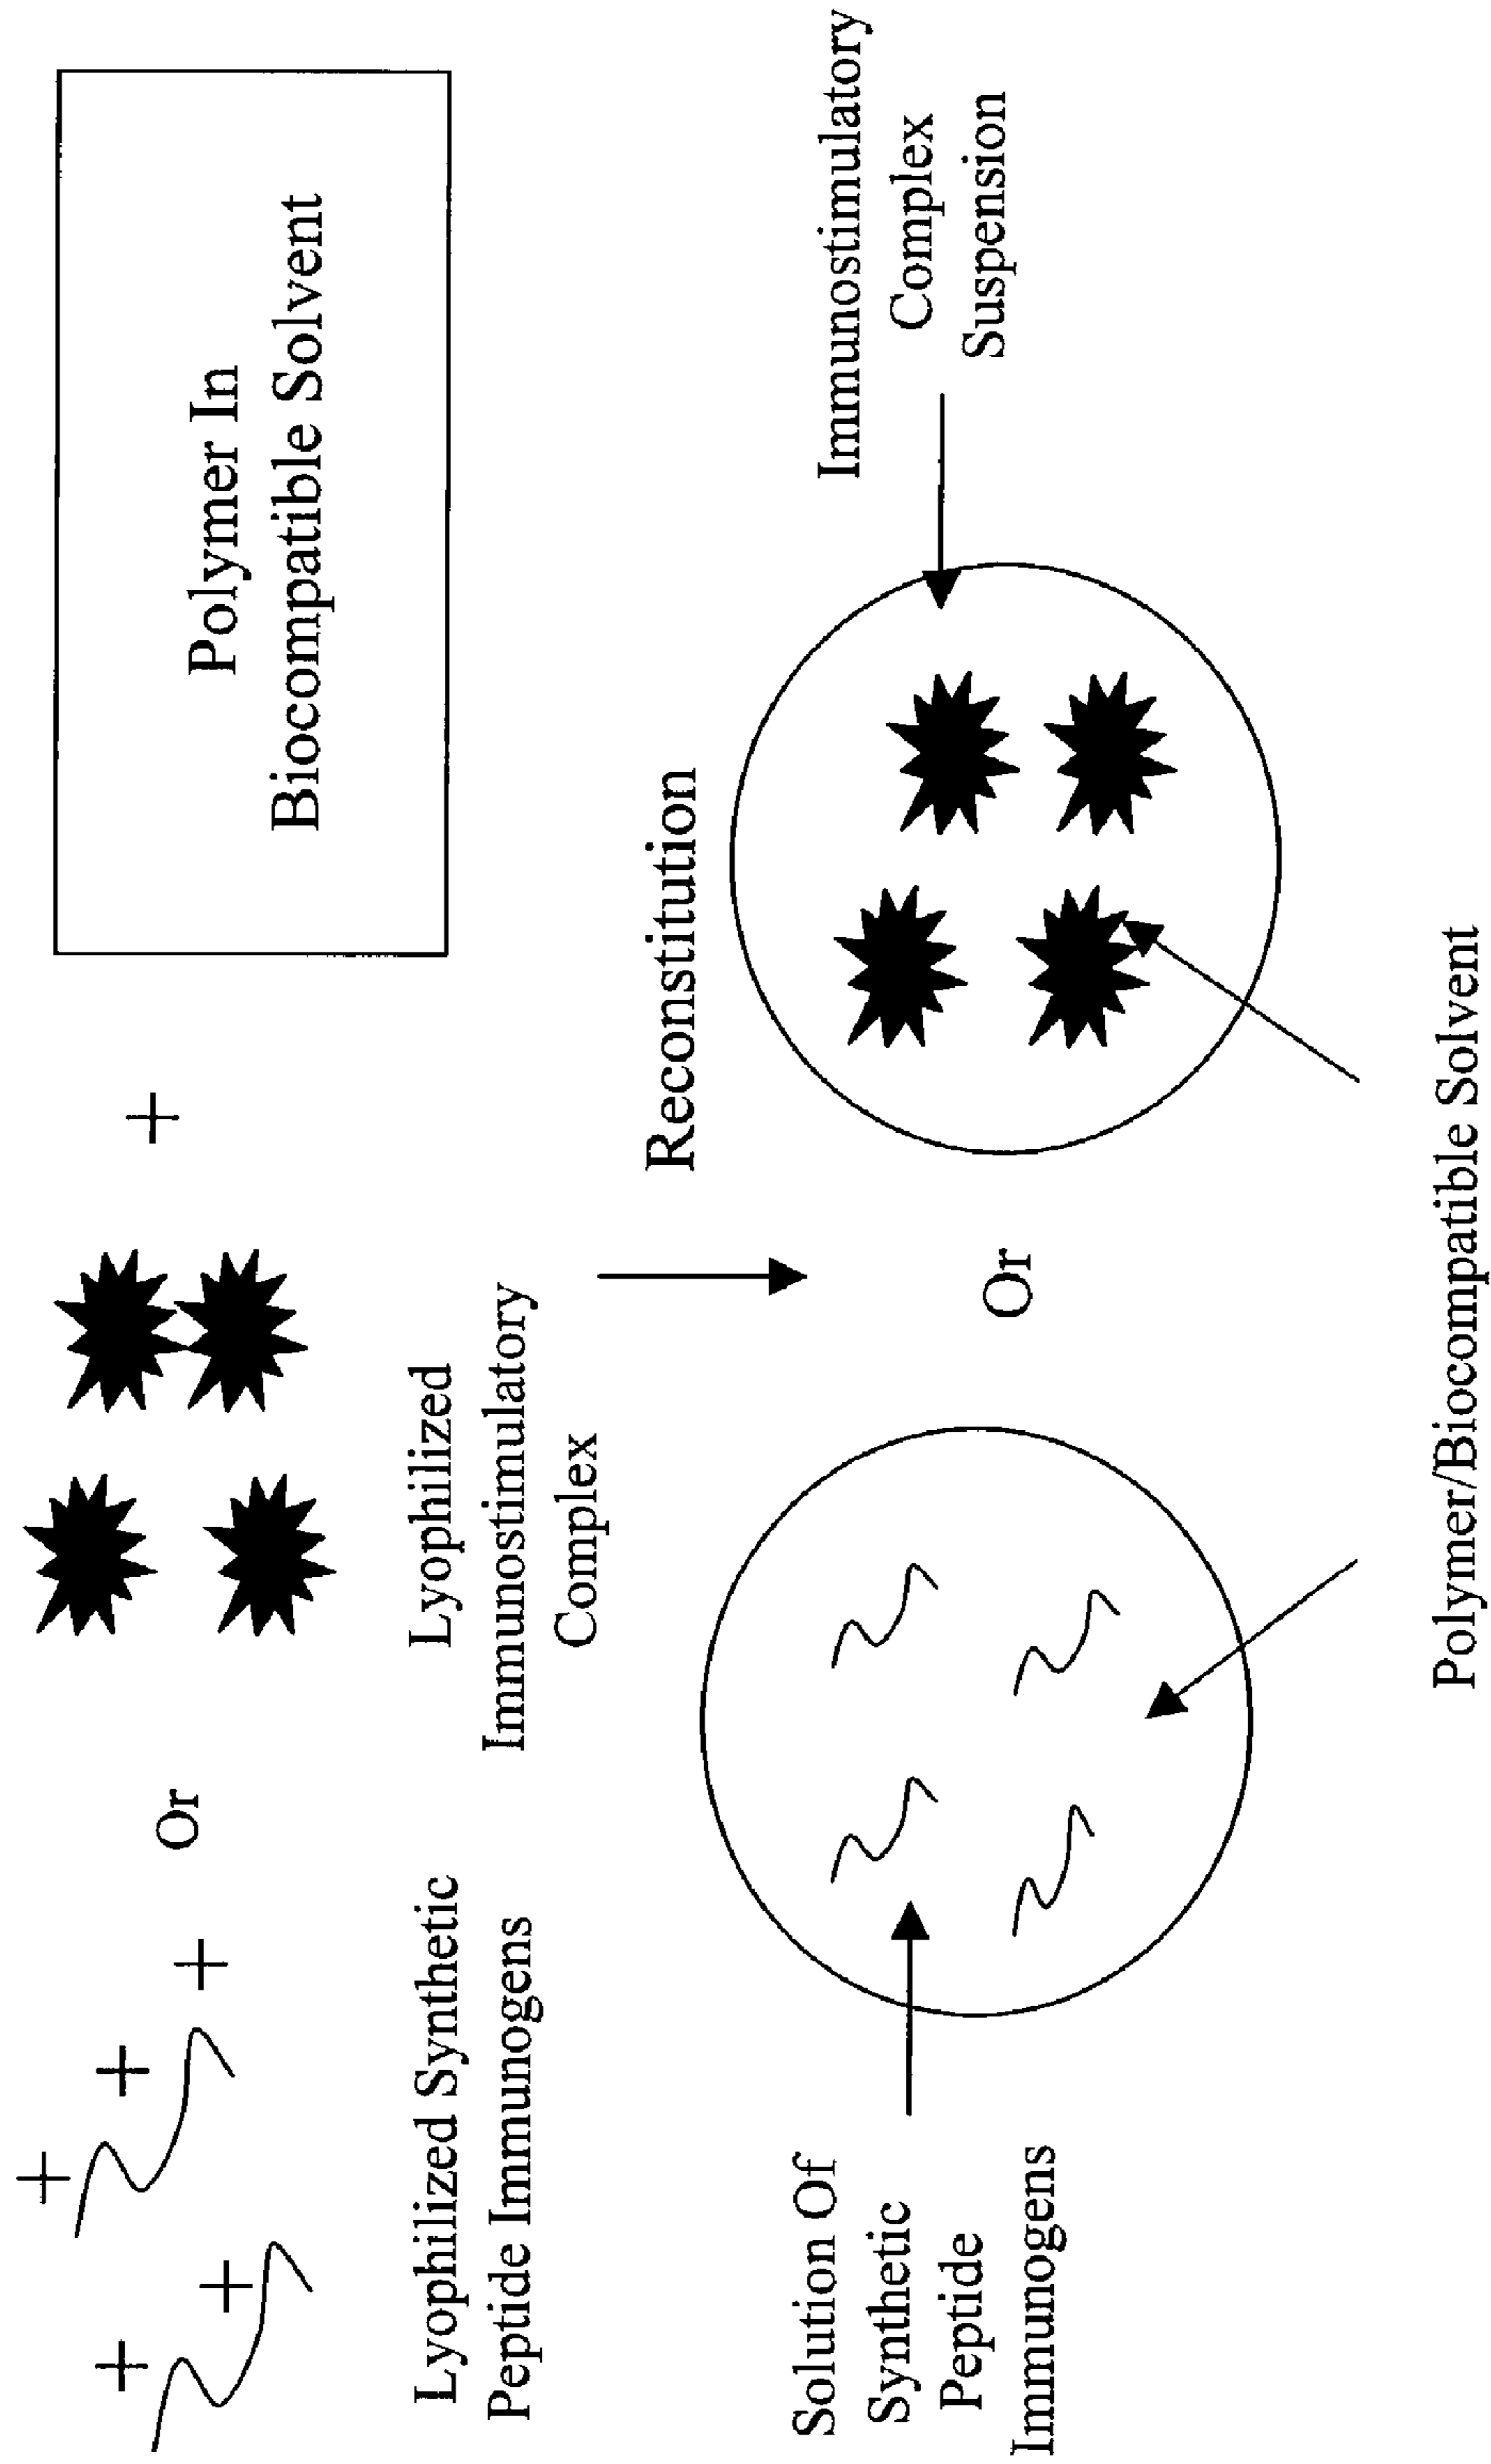 + + + + +
Or
+
Polymer In
Biocompatible Solvent
Lyophilized Synthetic
Peptide Immunogens
Lyophilized
Immunostimulatory
Complex
Reconstitution
Solution Of
Synthetic
Peptide
Immunogens
Or
Immunostimulatory
Complex
Suspension
Polymer/Biocompatible Solvent